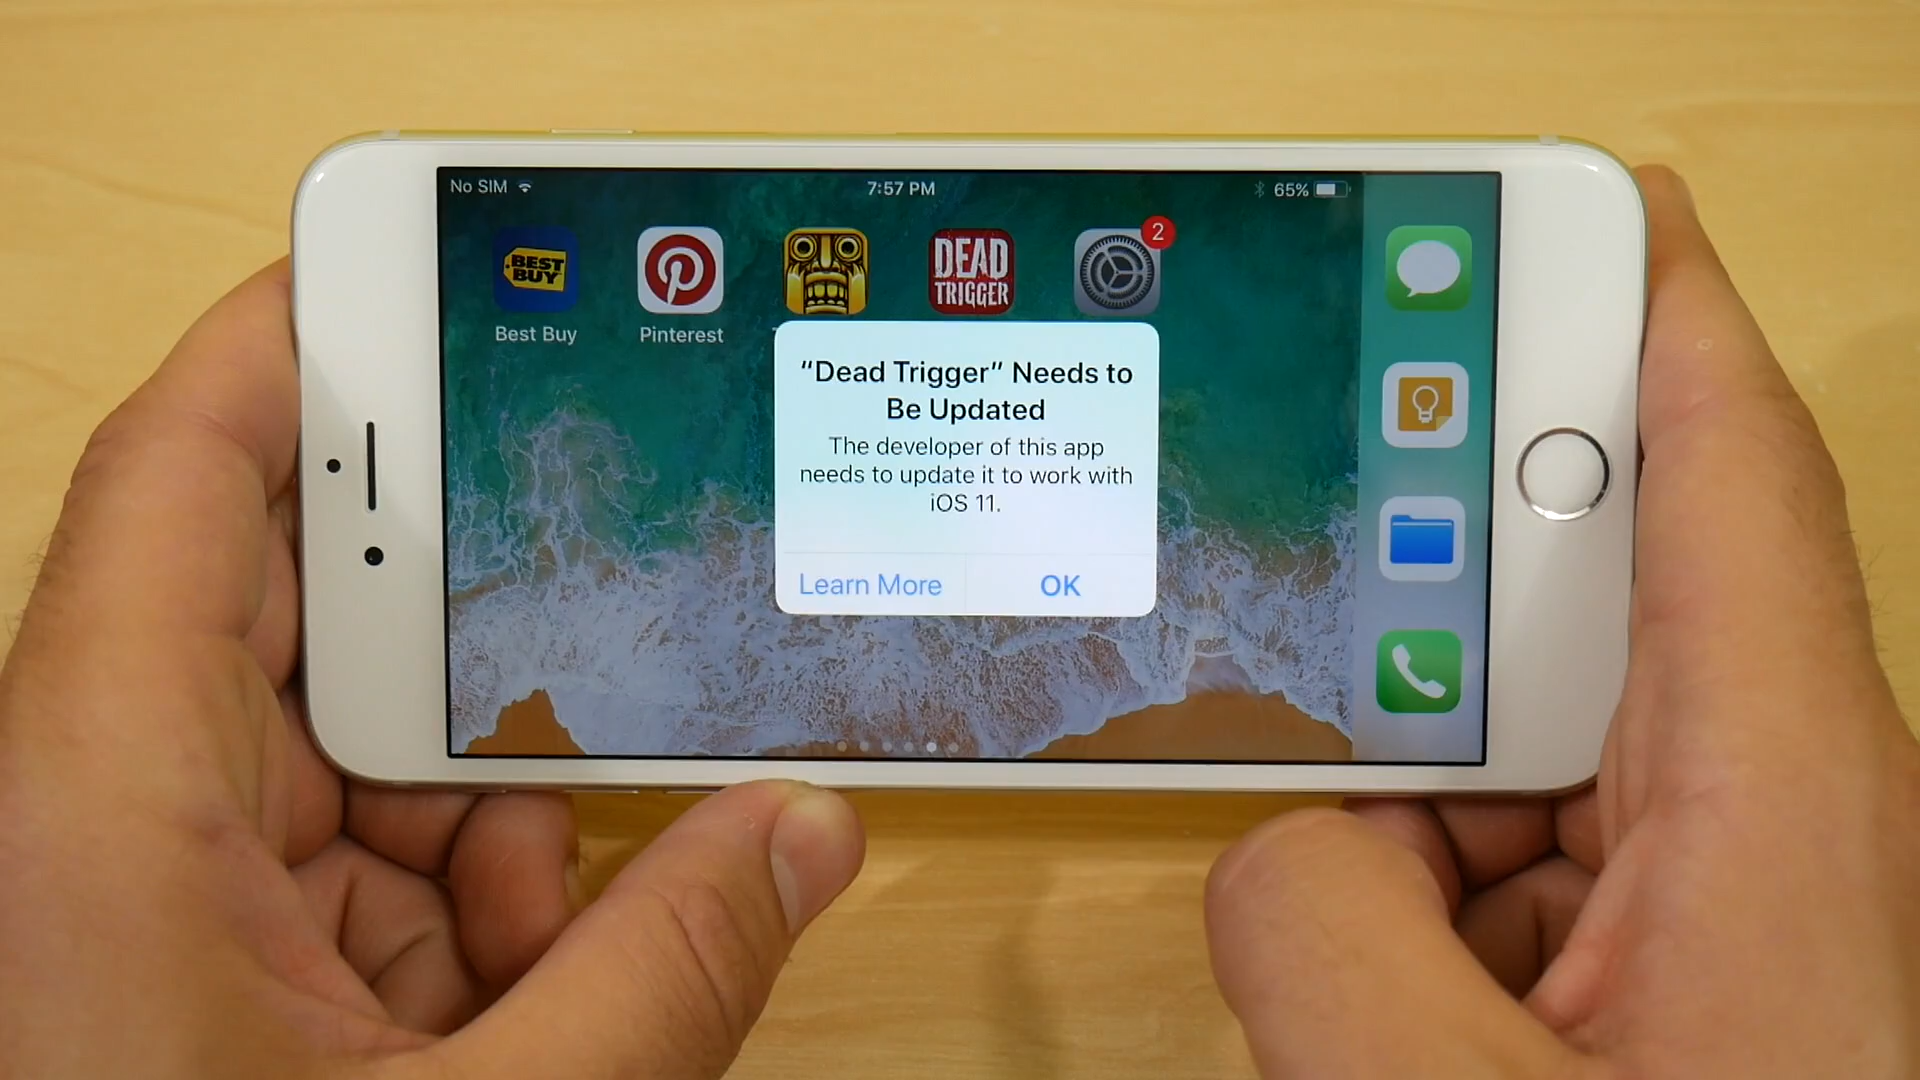 No SIM
7:57 PM
65%
BEST
BUY
DEAD
TRIGGER
2
Best Buy
Pinterest
“Dead Trigger” Needs to
Be Updated
The developer of this app
needs to update it to work with
iOS 11.
Learn More
OK